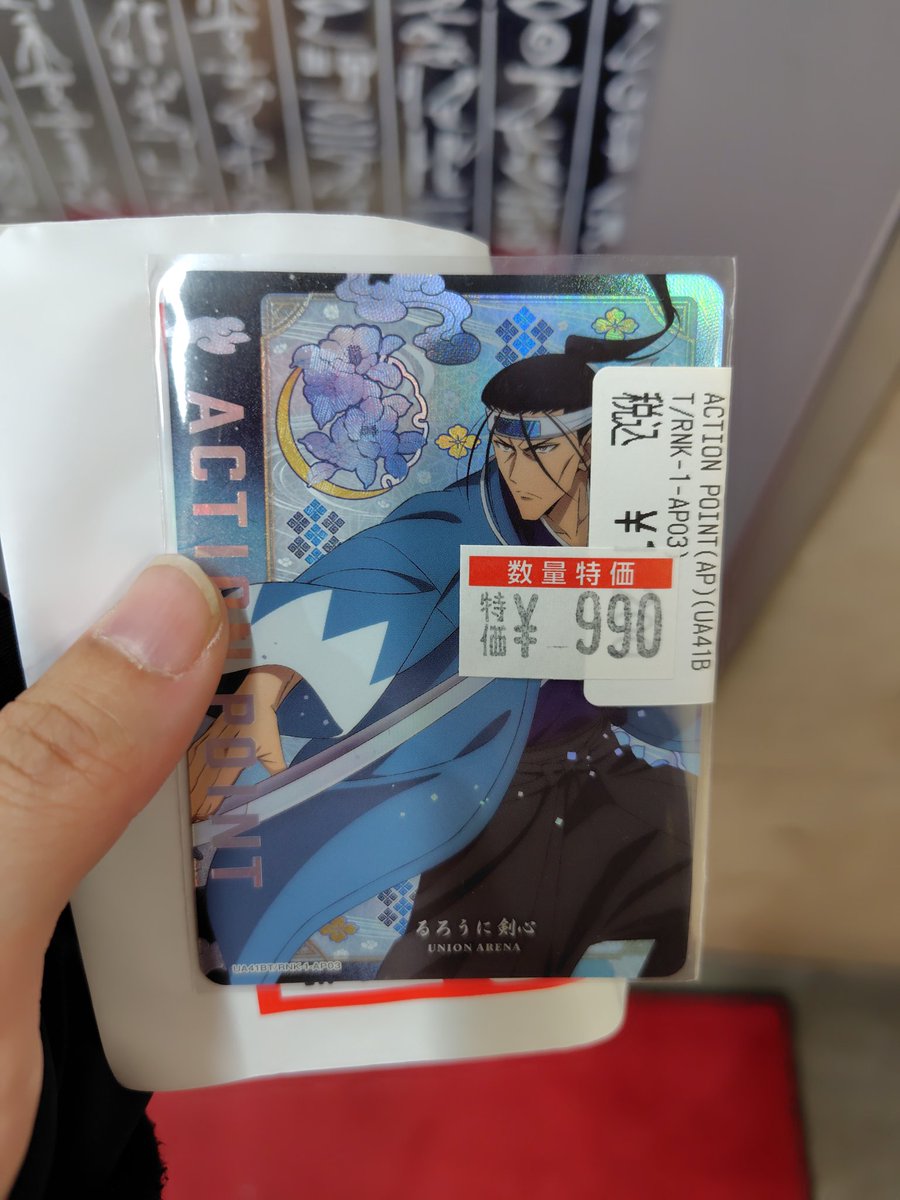 ACTION POINT
ACTION POINT(AP)(UA41B
T/RNK-1-AP03)
税込 ¥
数量特価
特価 ¥ 990
るろうに剣心
UNION ARENA
UA41BT/RNK-1-AP03